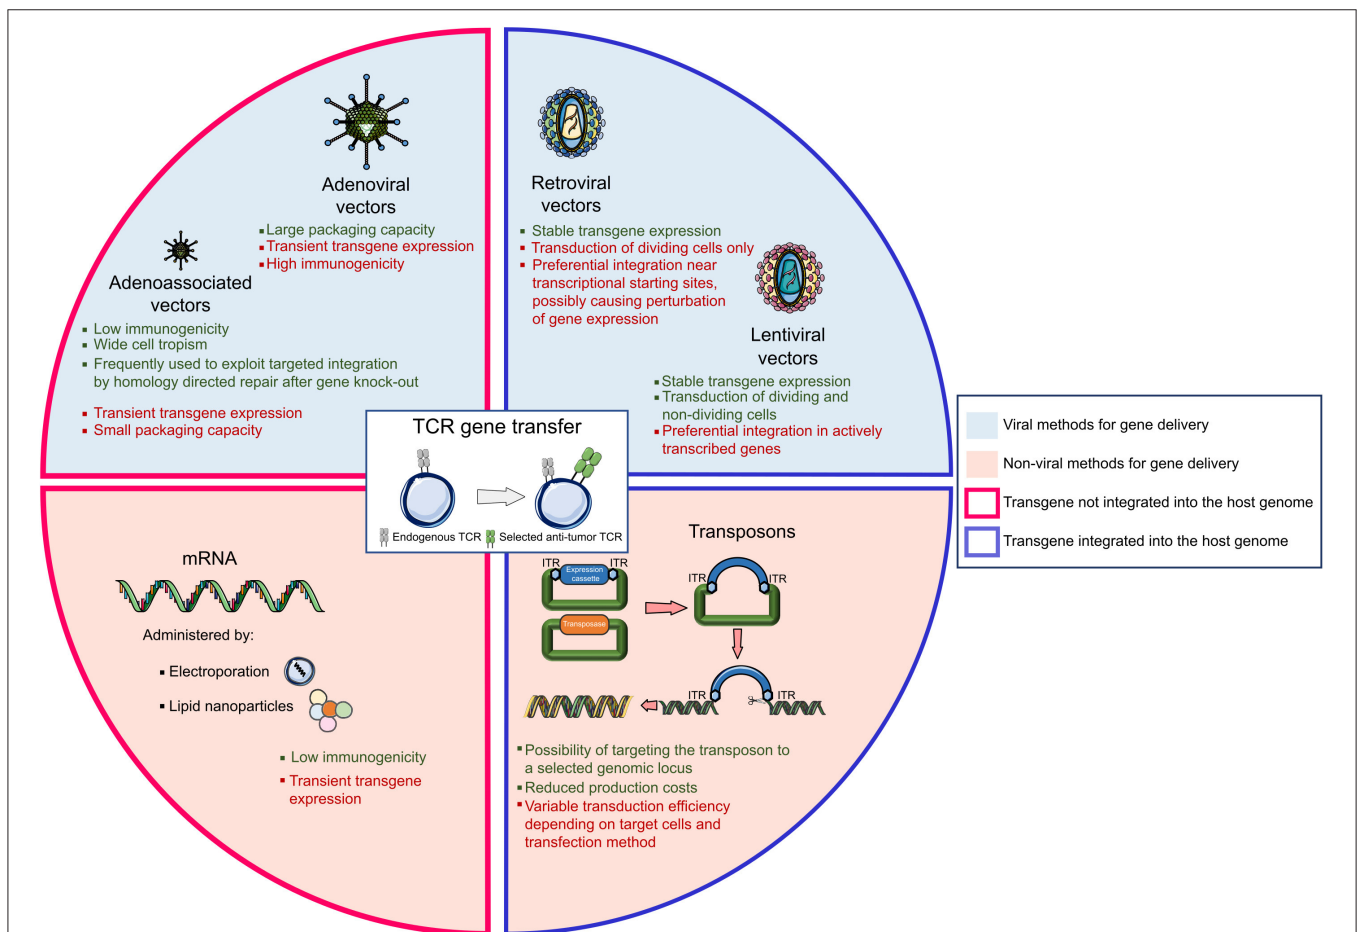 Adenoviral
vectors
Large packaging capacity
Transient transgene expression
High immunogenicity
Adenoassociated
vectors
Low immunogenicity
Wide cell tropism
Frequently used to exploit targeted integration
by homology directed repair after gene knock-out
Transient transgene expression
Small packaging capacity
Retroviral
vectors
Stable transgene expression
Transduction of dividing cells only
Preferential integration near
transcriptional starting sites,
possibly causing perturbation
of gene expression
Lentiviral
vectors
Stable transgene expression
Transduction of dividing and
non-dividing cells
Preferential integration in actively
transcribed genes
TCR gene transfer
Endogenous TCR
Selected anti-tumor TCR
mRNA
Administered by:
Electroporation
Lipid nanoparticles
Low immunogenicity
Transient transgene
expression
Transposons
ITR
Expression
cassette
ITR
Transposase
ITR
ITR
ITR
ITR
Possibility of targeting the transposon to
a selected genomic locus
Reduced production costs
Variable transduction efficiency
depending on target cells and
transfection method
Viral methods for gene delivery
Non-viral methods for gene delivery
Transgene not integrated into the host genome
Transgene integrated into the host genome